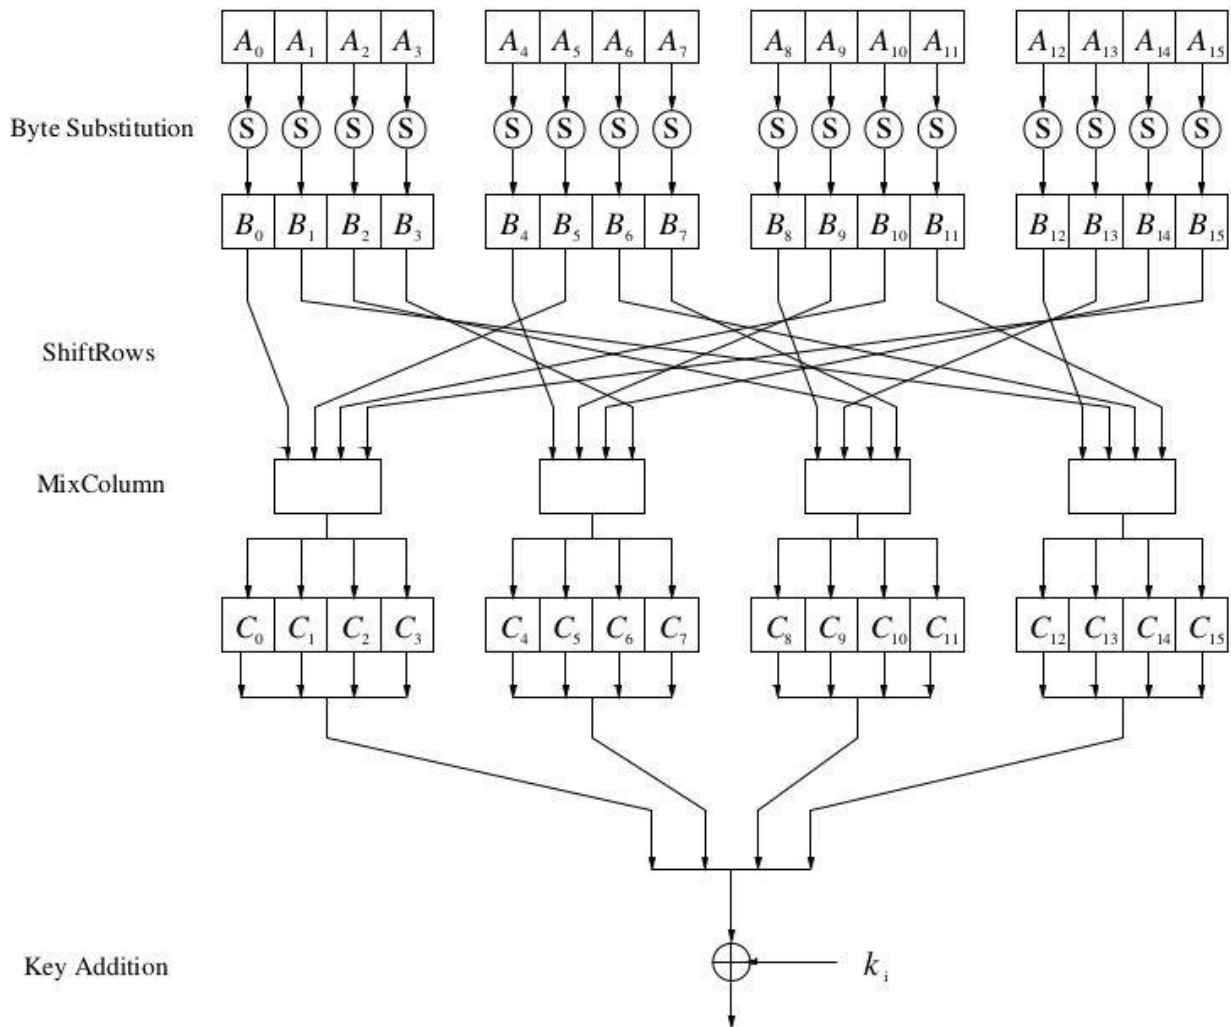 A₀ A₁ A₂ A₃ A₄ A₅ A₆ A₇ A₈ A₉ A₁₀ A₁₁ A₁₂ A₁₃ A₁₄ A₁₅
Byte Substitution S S S S S S S S S S S S S S S S
B₀ B₁ B₂ B₃ B₄ B₅ B₆ B₇ B₈ B₉ B₁₀ B₁₁ B₁₂ B₁₃ B₁₄ B₁₅
ShiftRows
MixColumn
C₀ C₁ C₂ C₃ C₄ C₅ C₆ C₇ C₈ C₉ C₁₀ C₁₁ C₁₂ C₁₃ C₁₄ C₁₅
Key Addition kᵢ